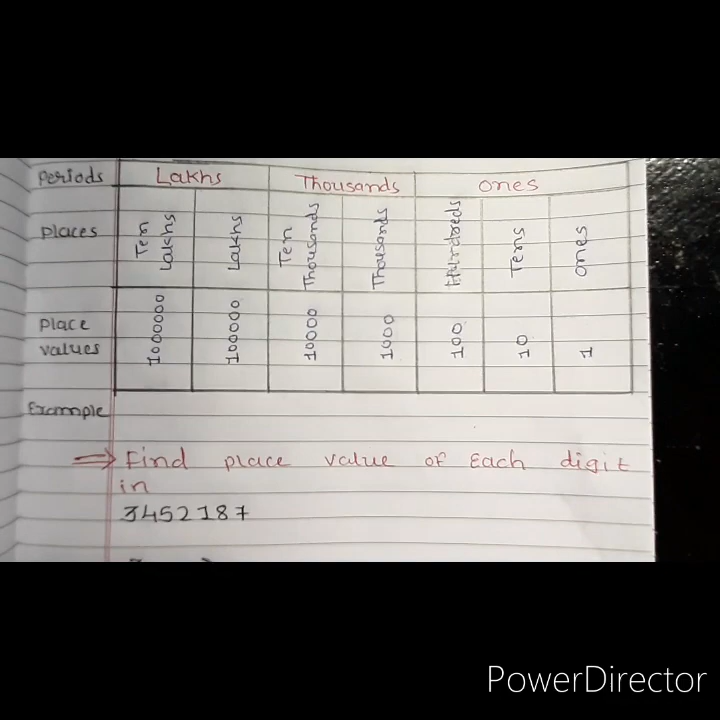 Periods Lakhs Thousands ones
places Ten Lakhs Lakhs Ten Thousands Thousands Hundreds Tens ones
place values 1000000 100000 10000 1000 100 10 1
Example
⇒ Find place value of Each digit
in
3452187
PowerDirector